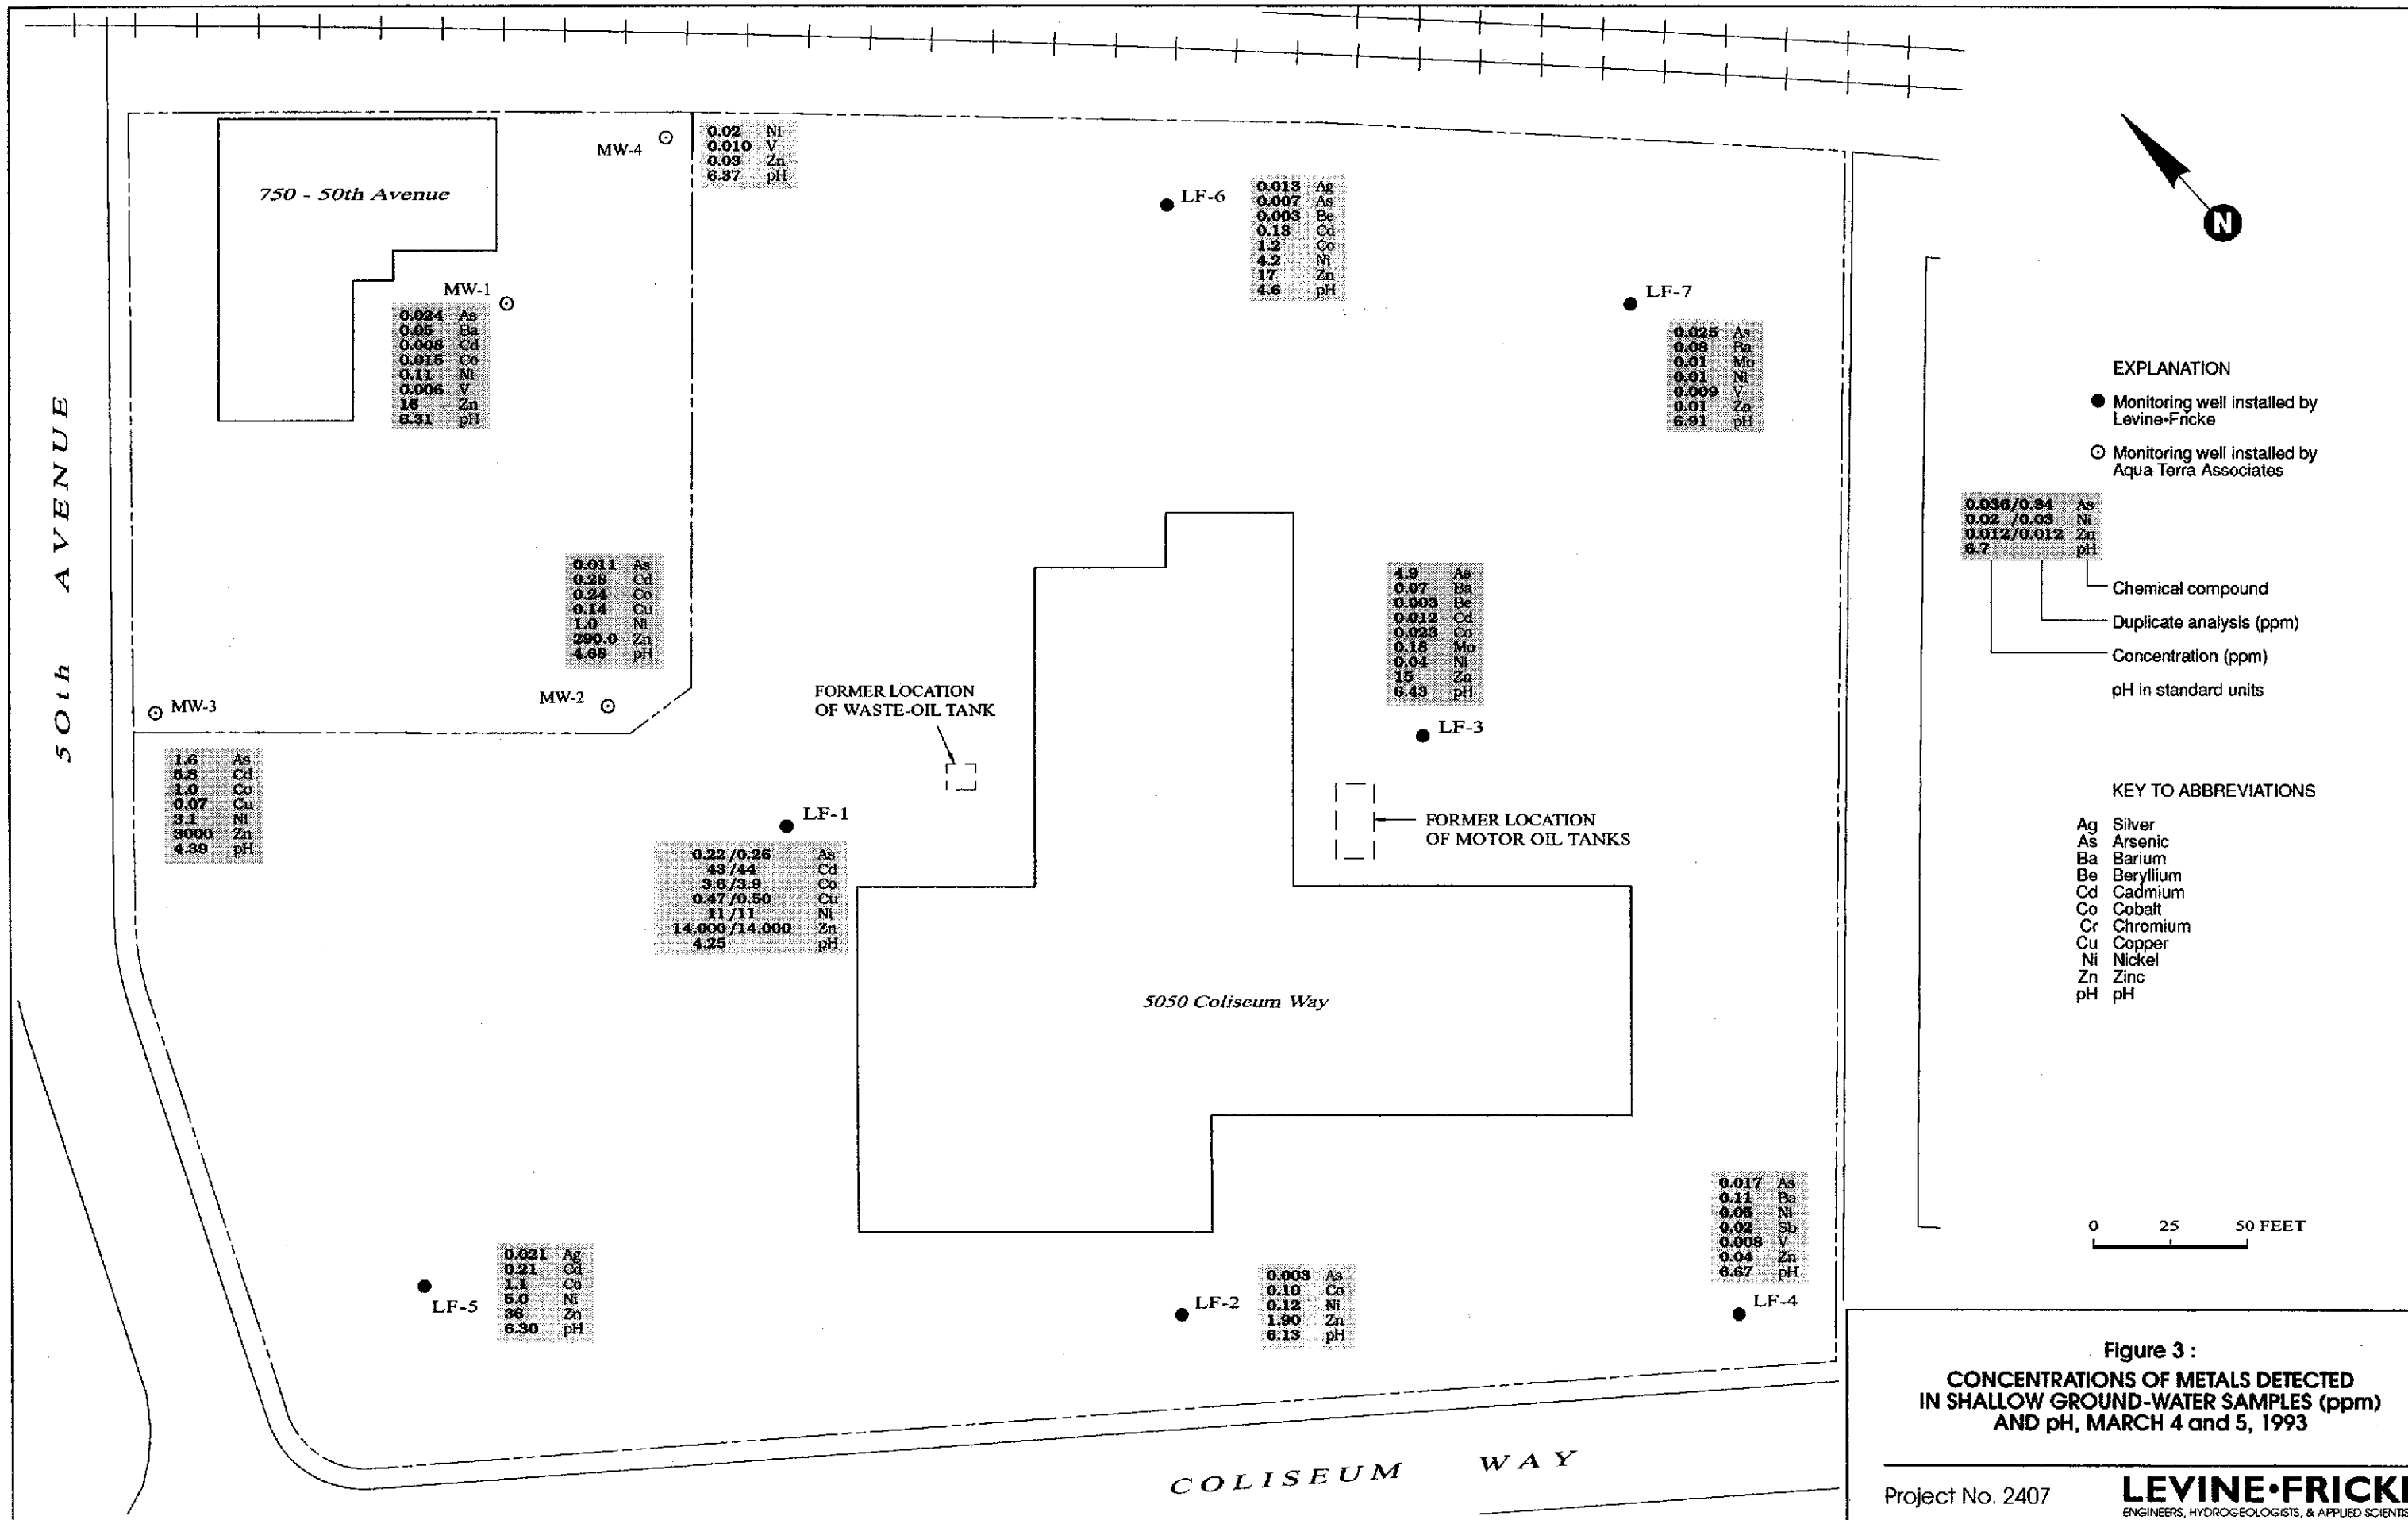 MW-4
0.02 Ni
0.010 V
0.03 Zn
6.37 pH
750 - 50th Avenue
LF-6
0.013 Ag
0.007 As
0.003 Be
0.18 Cd
1.2 Co
4.2 Ni
17 Zn
4.6 pH
N
MW-1
0.024 As
0.05 Ba
0.008 Cd
0.015 Co
0.11 Ni
0.006 V
16 Zn
6.31 pH
LF-7
0.025 As
0.08 Ba
0.01 Mo
0.01 Ni
0.009 V
0.01 Zn
6.91 pH
50th AVENUE
0.011 As
0.28 Cd
0.24 Co
0.14 Cu
1.0 Ni
290.0 Zn
4.68 pH
MW-2
MW-3
1.6 As
5.8 Cd
1.0 Co
0.07 Cu
3.1 Ni
3000 Zn
4.39 pH
FORMER LOCATION
OF WASTE-OIL TANK
LF-1
0.22/0.26 As
43/44 Cd
3.6/3.9 Co
0.47/0.50 Cu
11/11 Ni
14,000/14,000 Zn
4.25 pH
4.9 As
0.07 Ba
0.003 Be
0.012 Cd
0.023 Co
0.18 Mo
0.04 Ni
15 Zn
6.43 pH
LF-3
FORMER LOCATION
OF MOTOR OIL TANKS
5050 Coliseum Way
LF-5
0.021 Ag
0.21 Cd
1.1 Co
5.0 Ni
36 Zn
6.30 pH
LF-2
0.003 As
0.10 Co
0.12 Ni
1.90 Zn
6.13 pH
0.017 As
0.11 Ba
0.05 Ni
0.02 Sb
0.008 V
0.04 Zn
6.67 pH
LF-4
COLISEUM WAY
EXPLANATION
Monitoring well installed by
Levine•Fricke
Monitoring well installed by
Aqua Terra Associates
0.036/0.34 As
0.02 /0.03 Ni
0.012/0.012 Zn
6.7 pH
Chemical compound
Duplicate analysis (ppm)
Concentration (ppm)
pH in standard units
KEY TO ABBREVIATIONS
Ag Silver
As Arsenic
Ba Barium
Be Beryllium
Cd Cadmium
Co Cobalt
Cr Chromium
Cu Copper
Ni Nickel
Zn Zinc
pH pH
0 25 50 FEET
Figure 3 :
CONCENTRATIONS OF METALS DETECTED
IN SHALLOW GROUND-WATER SAMPLES (ppm)
AND pH, MARCH 4 and 5, 1993
Project No. 2407
LEVINE•FRICKE
ENGINEERS, HYDROGEOLOGISTS, & APPLIED SCIENTIS